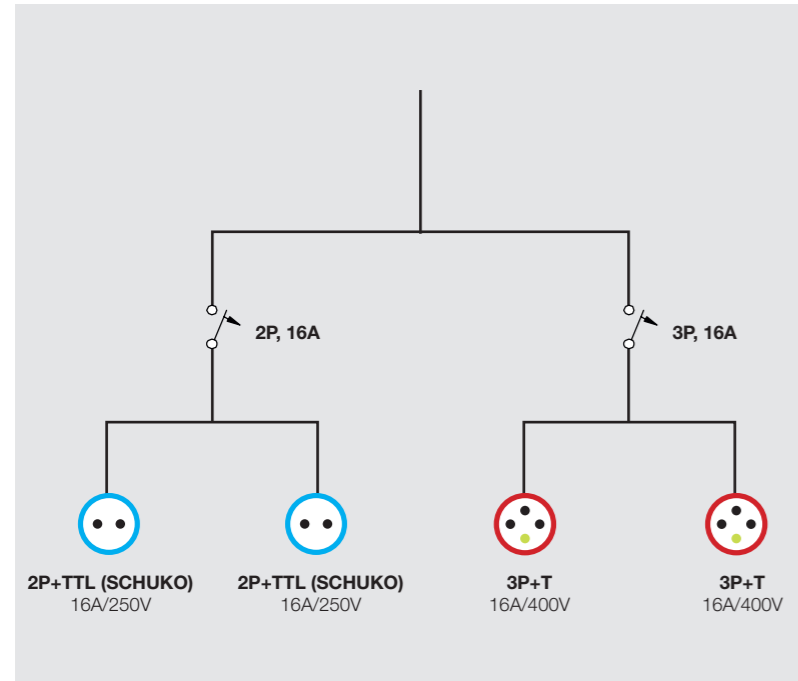 2P, 16A
3P, 16A
2P+TTL (SCHUKO)
16A/250V
2P+TTL (SCHUKO)
16A/250V
3P+T
16A/400V
3P+T
16A/400V